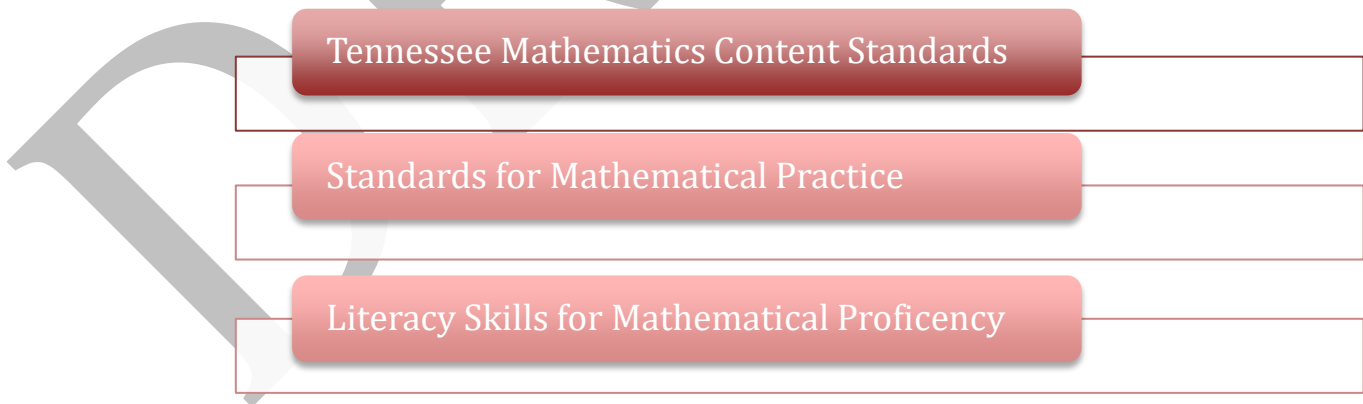 Tennessee Mathematics Content Standards
Standards for Mathematical Practice
Literacy Skills for Mathematical Proficency